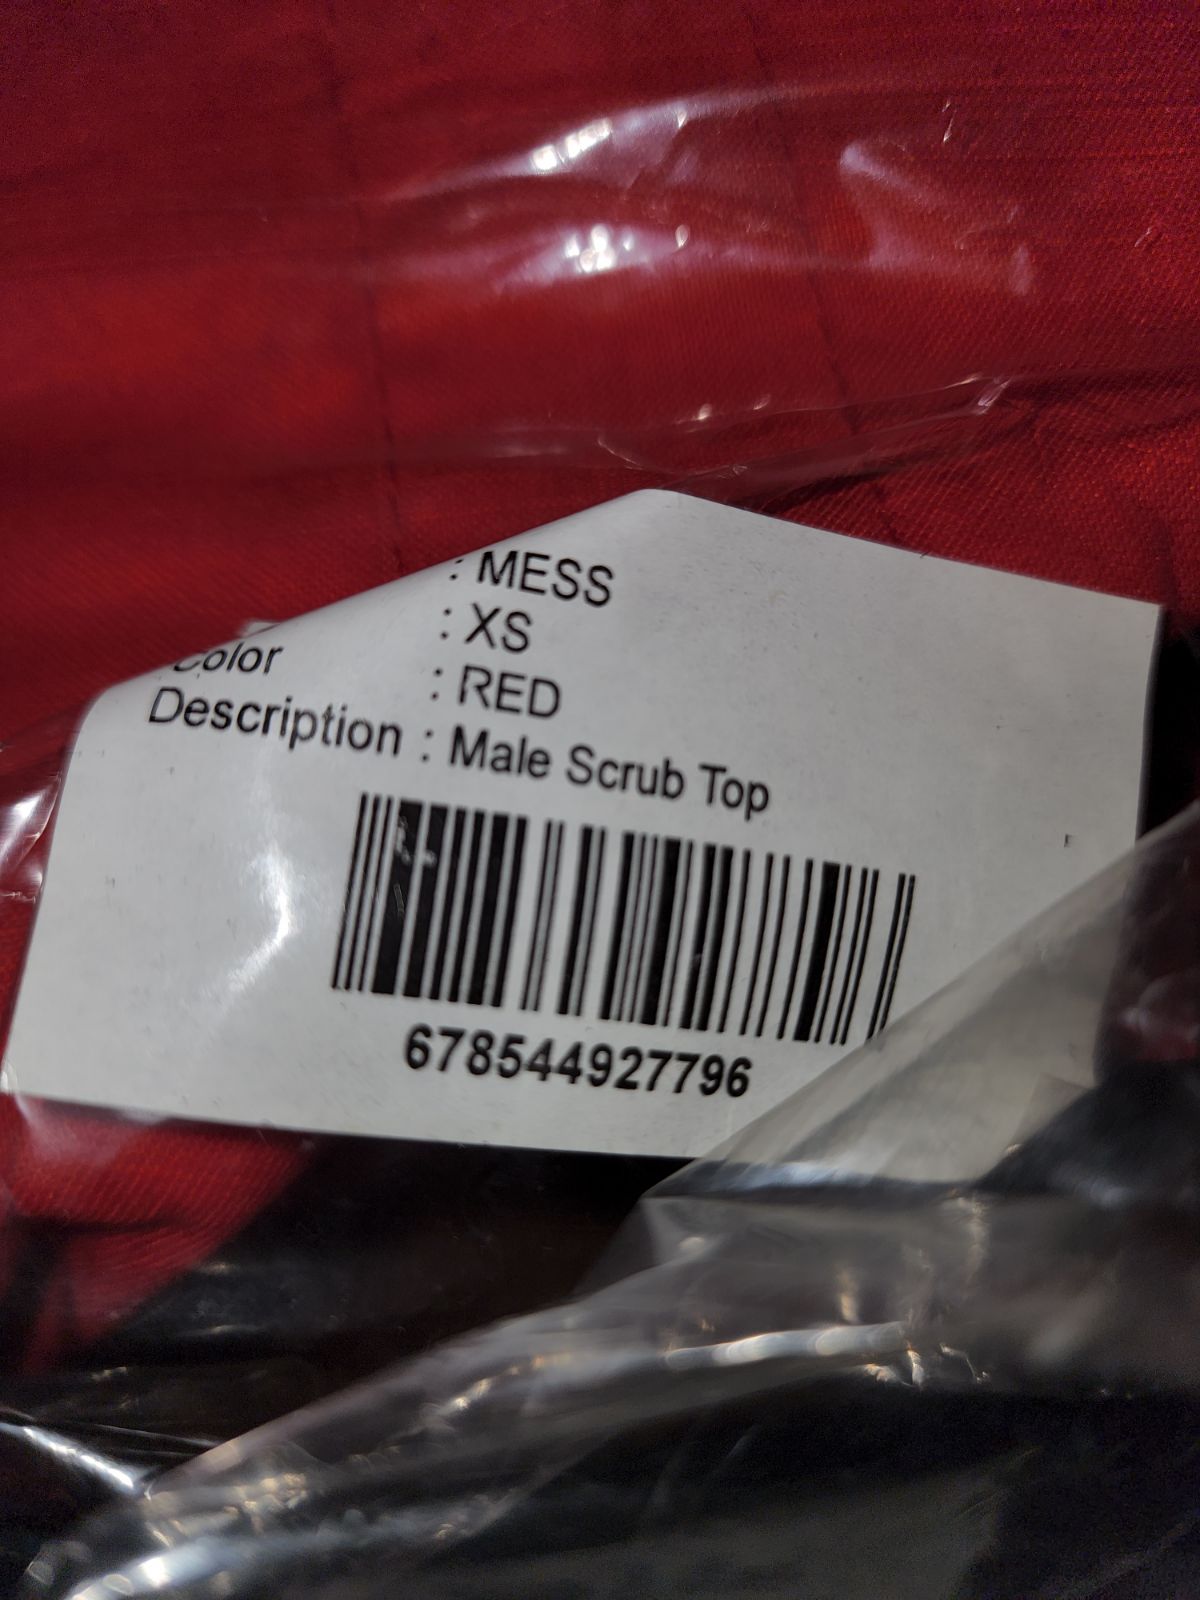 : MESS
: XS
Color : RED
Description : Male Scrub Top
678544927796